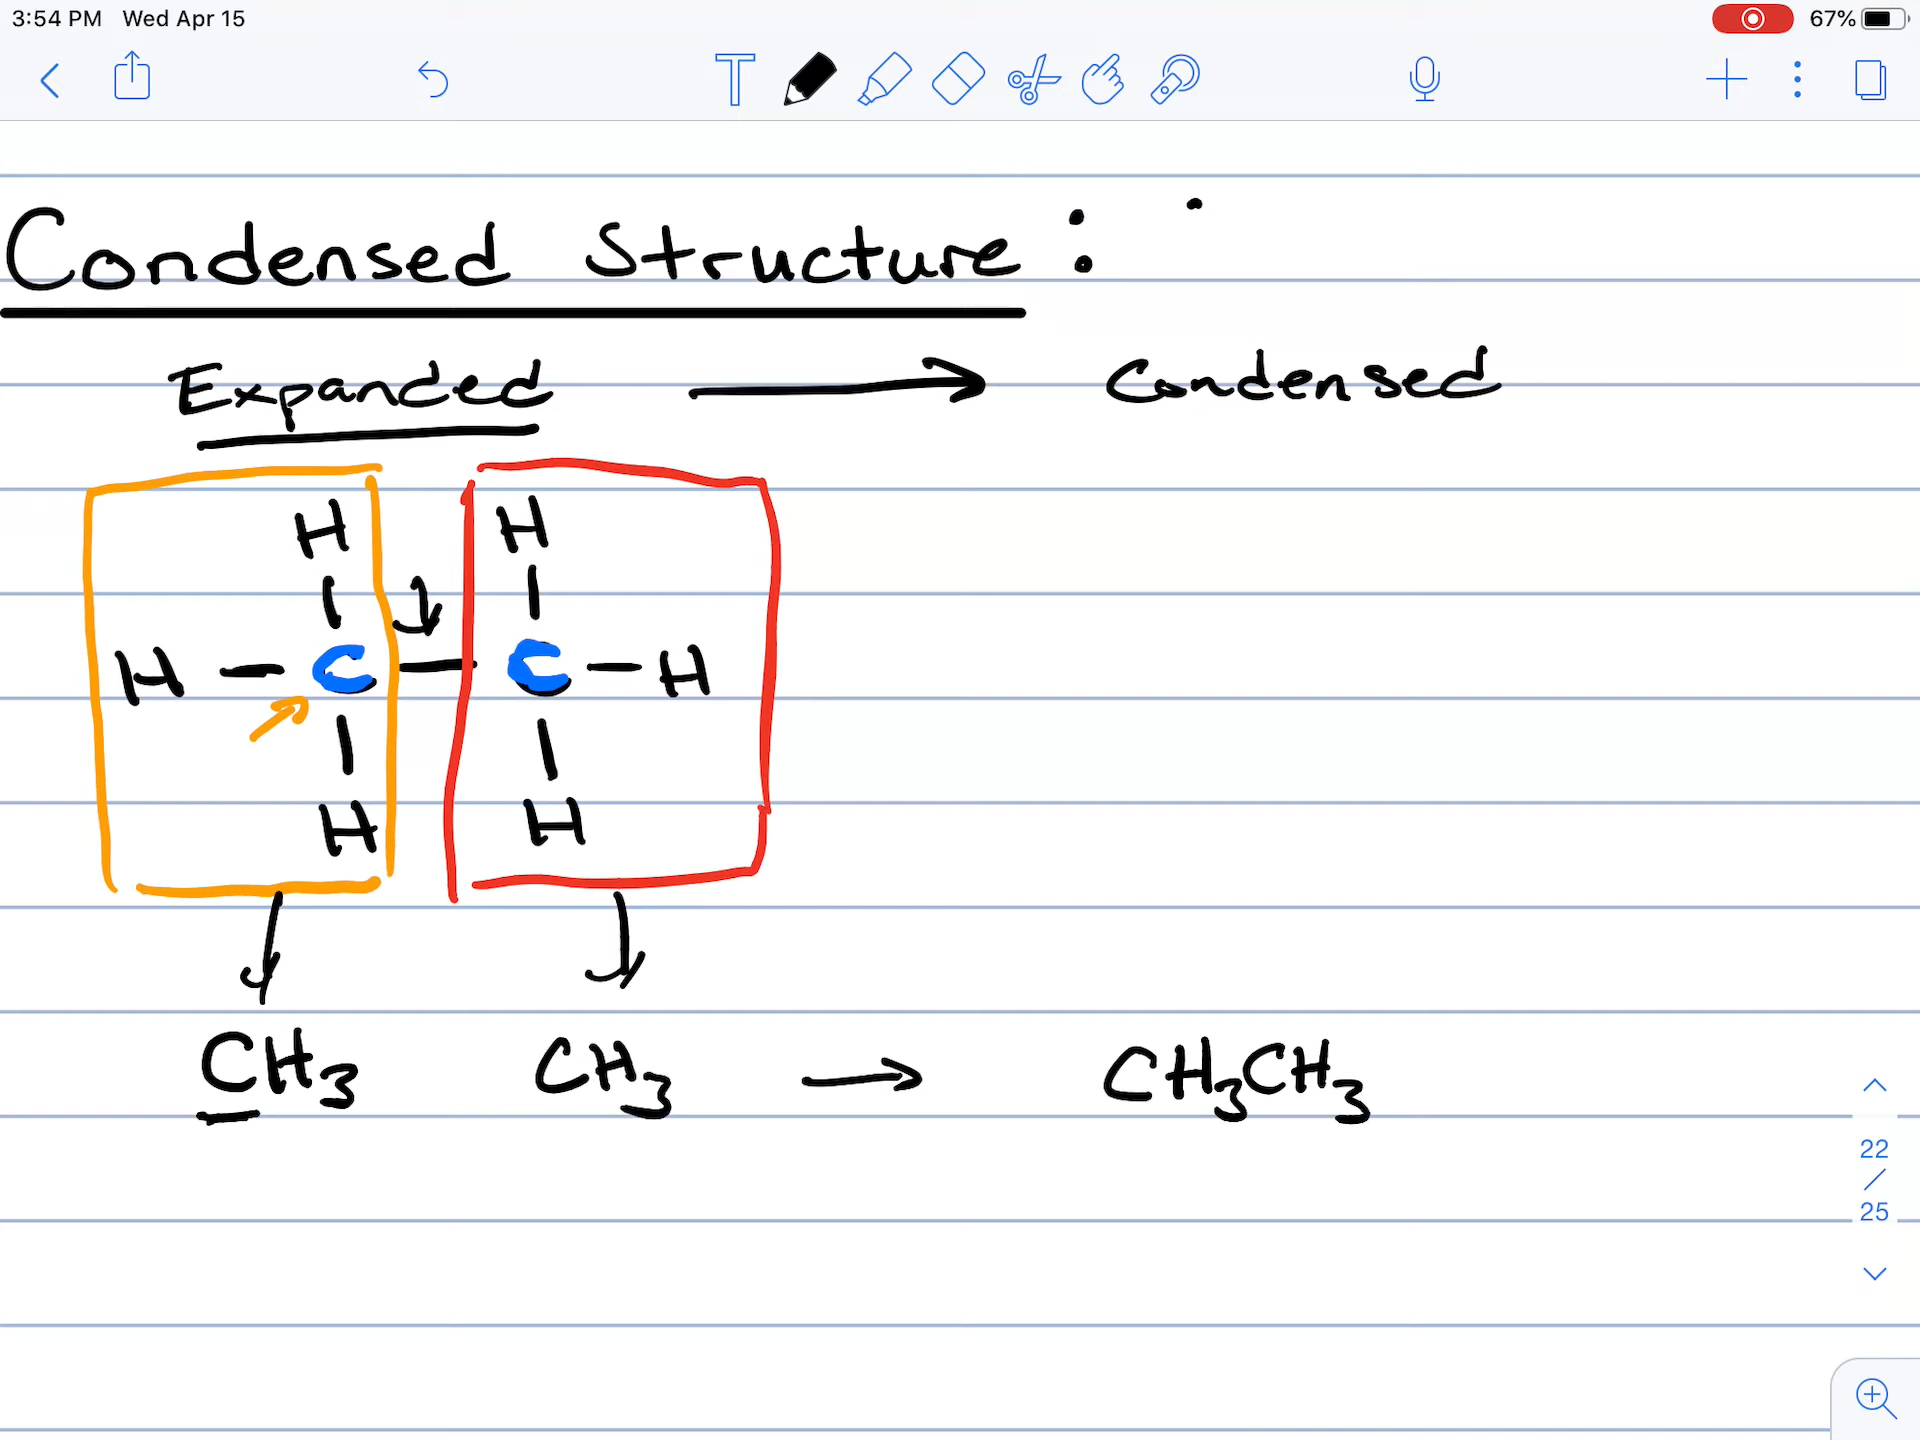 3:54 PM Wed Apr 15 67%
Condensed Structure:
Expanded → Condensed
H H
H - C - C - H
H H
CH3 CH3 → CH3CH3
22
/
25